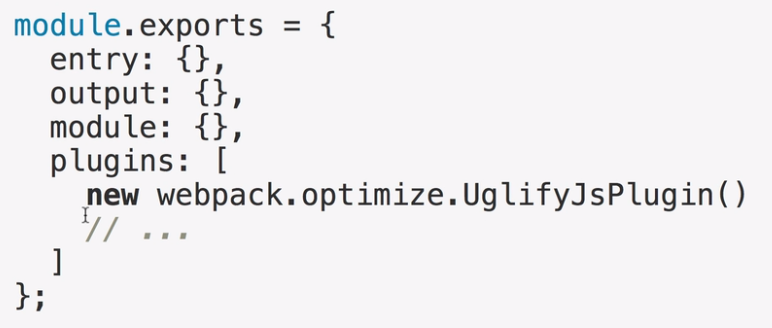 module.exports = {
  entry: {},
  output: {},
  module: {},
  plugins: [
    new webpack.optimize.UglifyJsPlugin()
    // ...
  ]
};